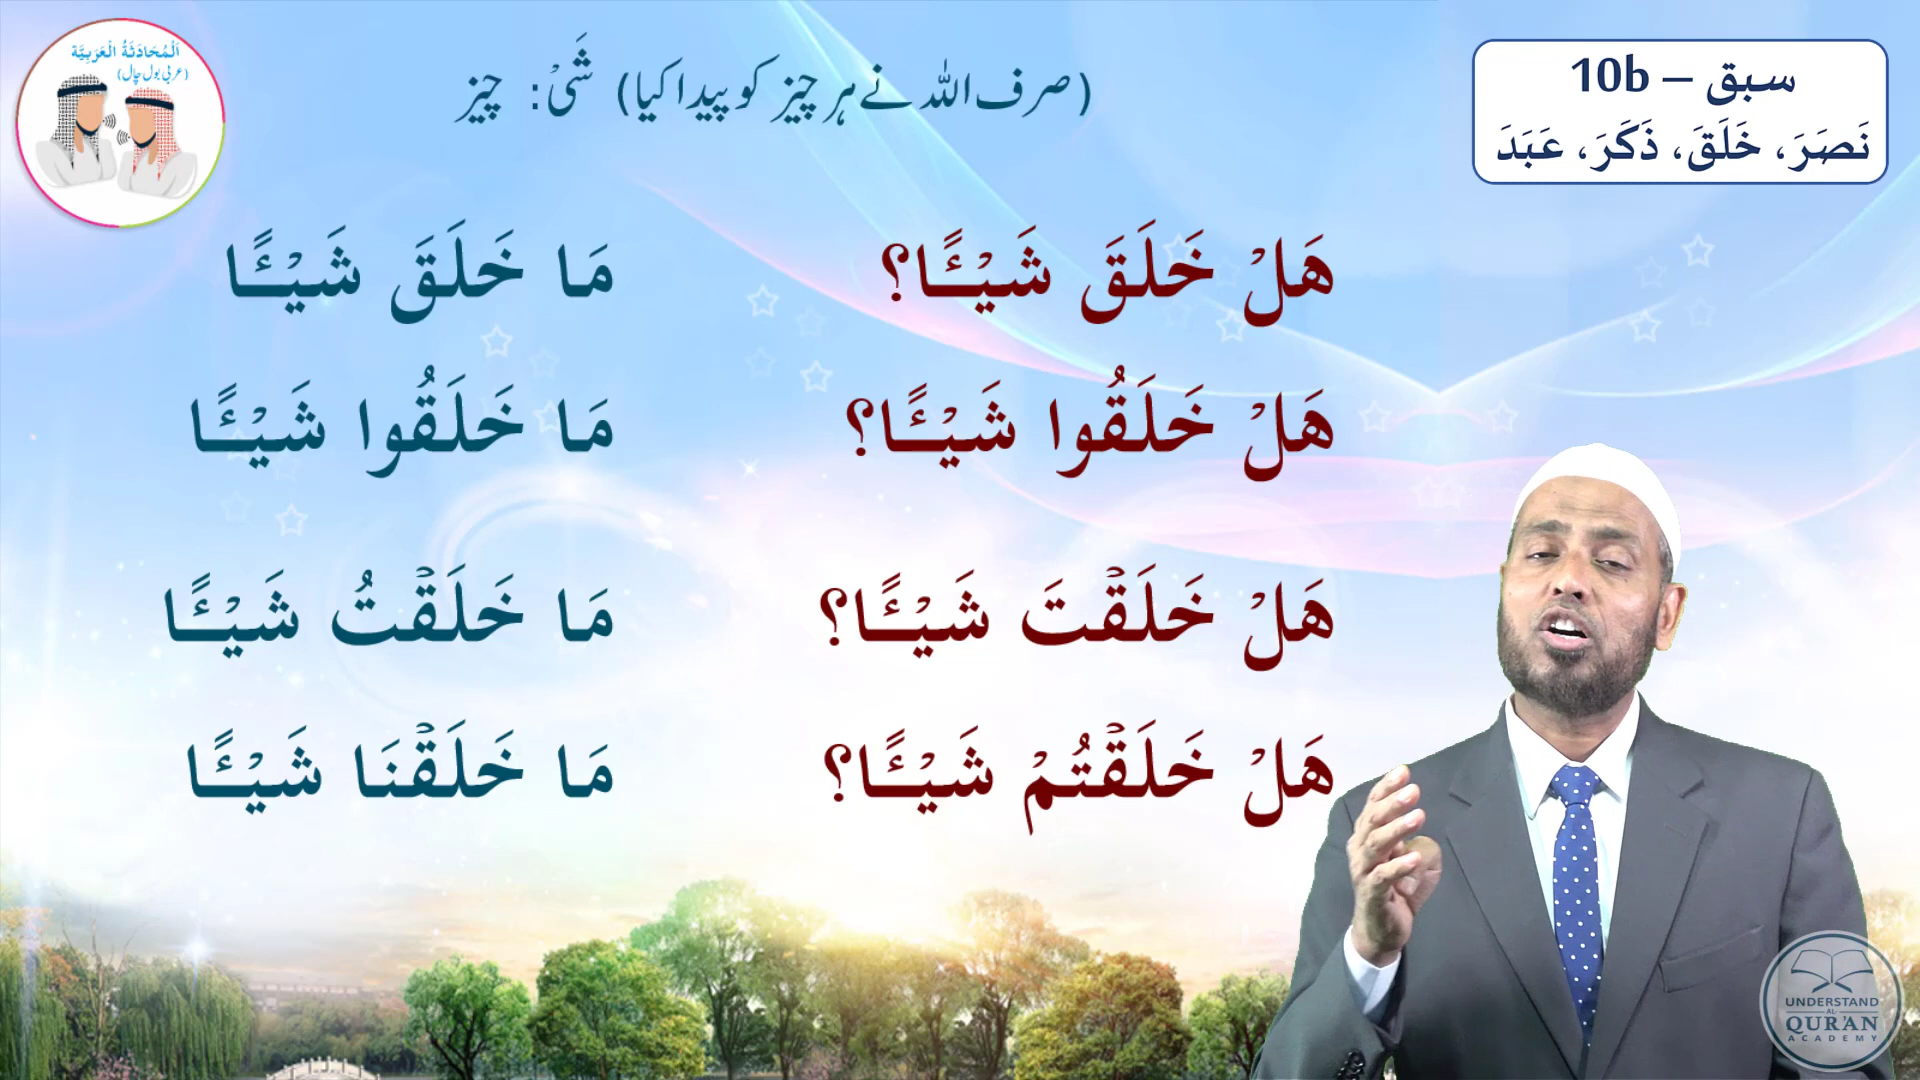 اَلْمُحَادَثَةُ الْعَرَبِيَّة
(عربی بول چال)
(صرف اللہ نے ہر چیز کو پیدا کیا) شَیْ: چیز
سبق – 10b
نَصَرَ، خَلَقَ، ذَكَرَ، عَبَدَ
هَلْ خَلَقَ شَيْـًٔا؟ مَا خَلَقَ شَيْـًٔا
هَلْ خَلَقُوا شَيْـًٔا؟ مَا خَلَقُوا شَيْـًٔا
هَلْ خَلَقْتَ شَيْـًٔا؟ مَا خَلَقْتُ شَيْـًٔا
هَلْ خَلَقْتُمْ شَيْـًٔا؟ مَا خَلَقْنَا شَيْـًٔا
UNDERSTAND
AL
QUR'AN
ACADEMY